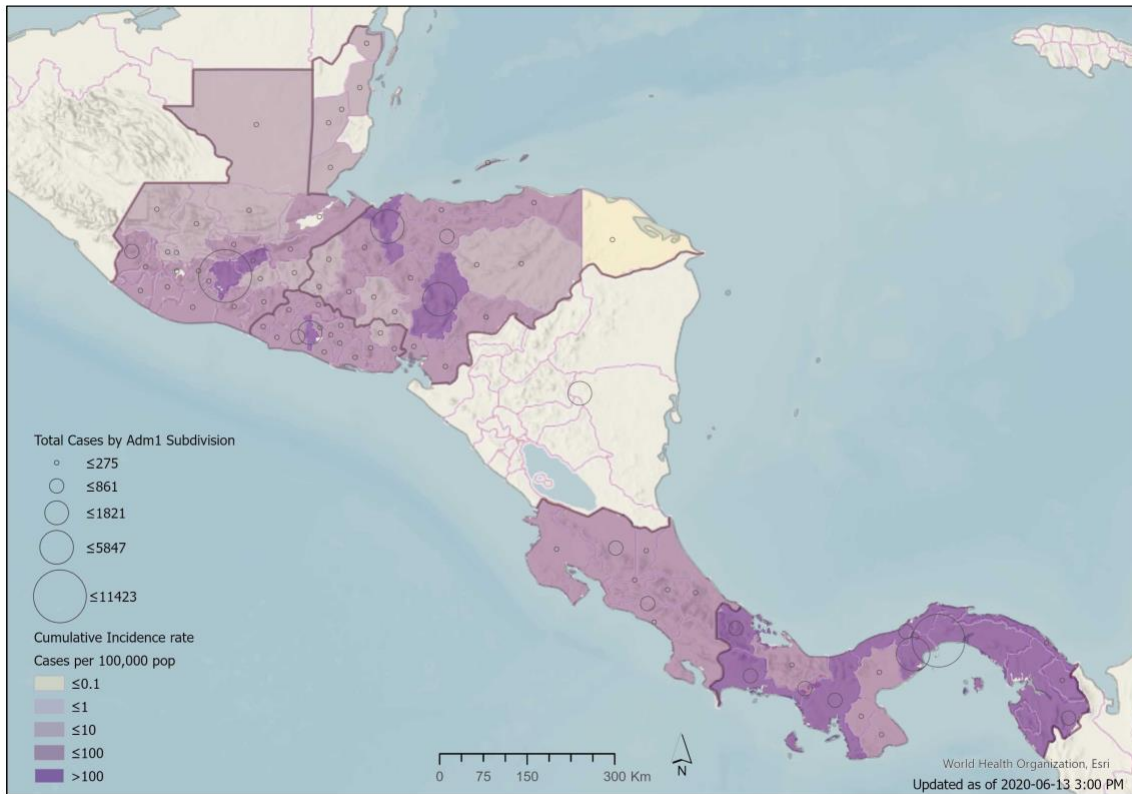 Total Cases by Adm1 Subdivision
≤275
≤861
≤1821
≤5847
≤11423
Cumulative Incidence rate
Cases per 100,000 pop
≤0.1
≤1
≤10
≤100
>100
0 75 150 300 Km
N
World Health Organization, Esri
Updated as of 2020-06-13 3:00 PM